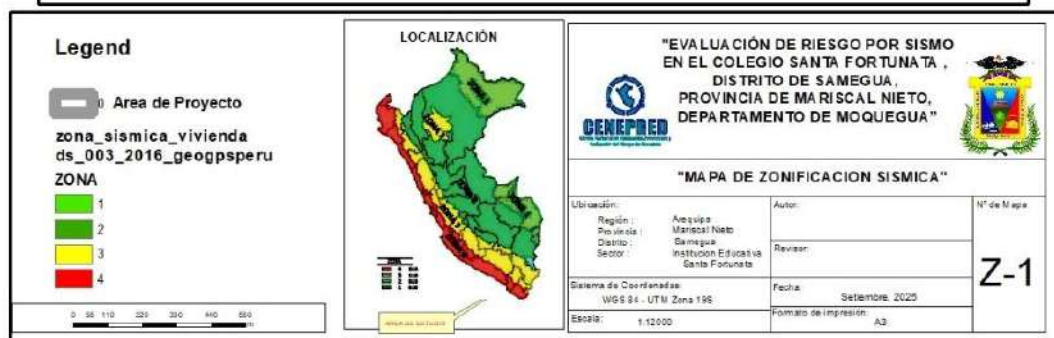 Legend
Area de Proyecto
zona_sismica_vivienda
ds_003_2016_geogpsperu
ZONA
1
2
3
4
LOCALIZACIÓN
"EVALUACIÓN DE RIESGO POR SISMO
EN EL COLEGIO SANTA FORTUNATA ,
DISTRITO DE SAMEGUA,
PROVINCIA DE MARISCAL NIETO,
DEPARTAMENTO DE MOQUEGUA"
CENEPRED
"MAPA DE ZONIFICACION SISMICA"
Ubicación:
Región : Arequipa
Provincia : Mariscal Nieto
Distrito : Samegua
Sector : Institucion Educativa
Santa Fortunata
Sistema de Coordenadas:
WGS 84 - UTM Zona 19S
Escala: 1:12000
Autor:
Revisor:
Fecha:
Setiembre, 2025
Formato de impresión:
A3
N° de Mapa
Z-1